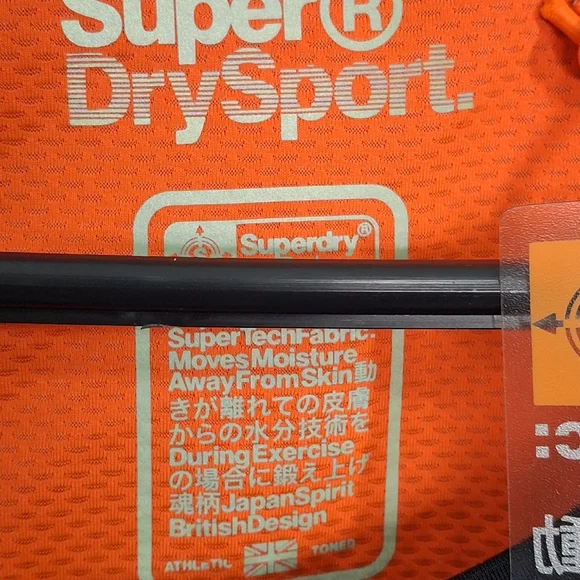 Super®
DrySport.
Superdry®
SuperTechFabric.
Moves Moisture
AwayFromSkin動
きが離れての皮膚
からの水分技術を
DuringExercise
の場合に鍛え上げ
魂柄JapanSpirit
BritishDesign
ATHLETIC TONED